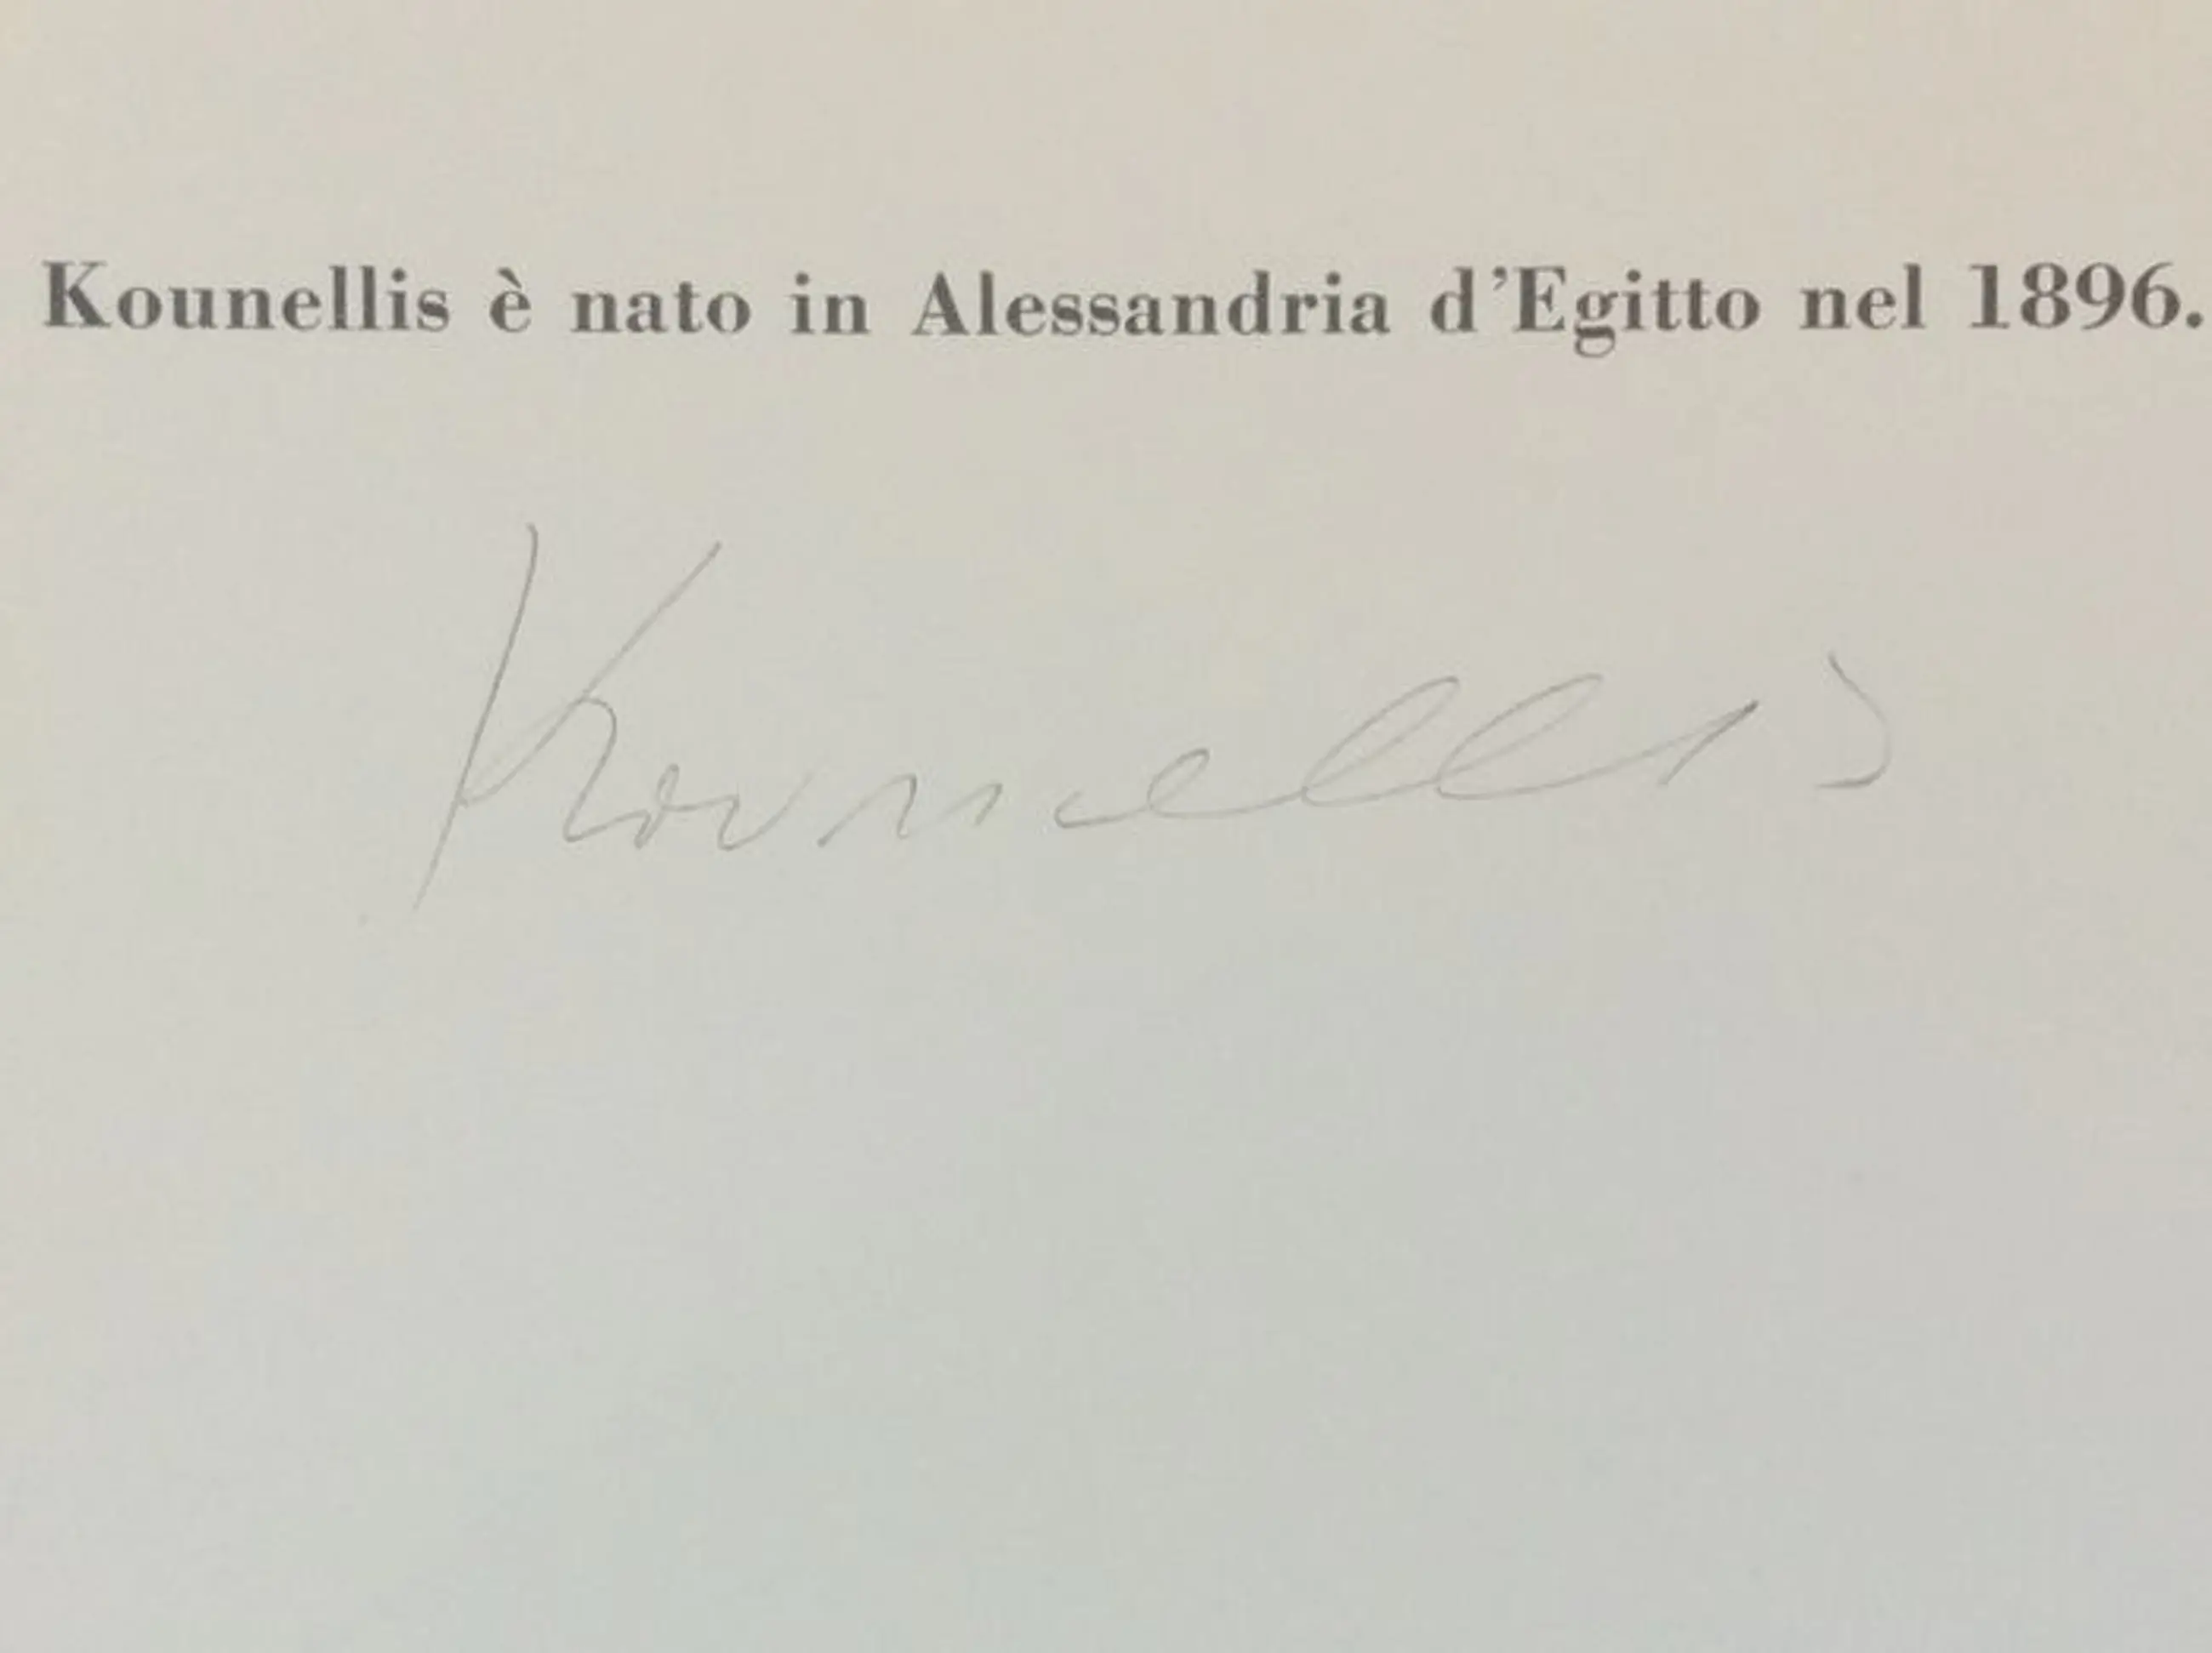 Kounellis è nato in Alessandria d'Egitto nel 1896.
Kounellis